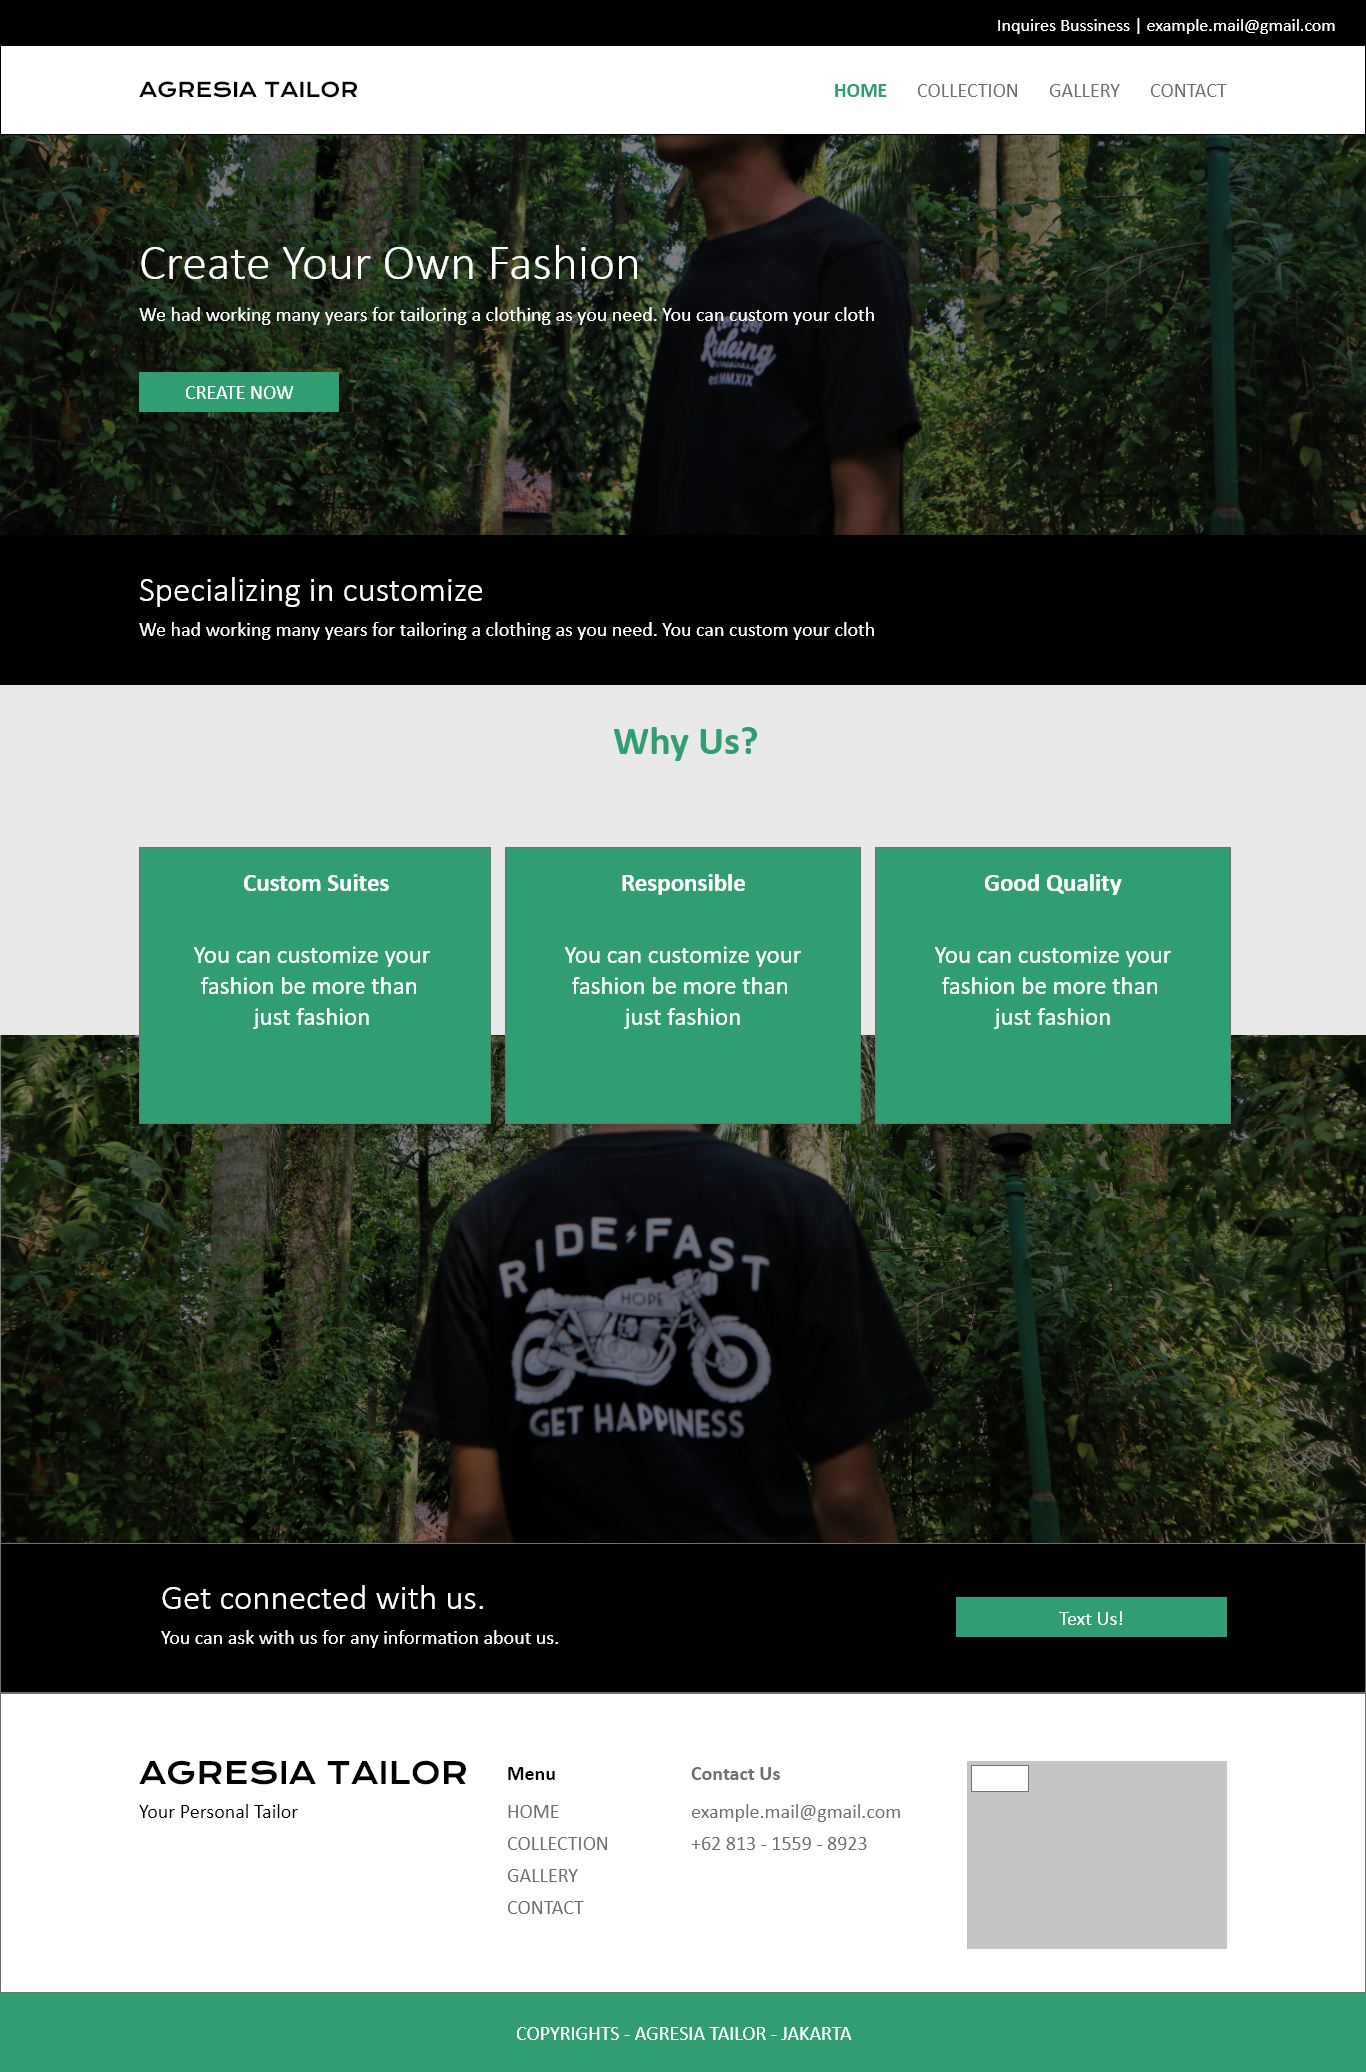 Inquires Bussiness | example.mail@gmail.com
AGRESIA TAILOR
HOME
COLLECTION
GALLERY
CONTACT
Create Your Own Fashion
We had working many years for tailoring a clothing as you need. You can custom your cloth
Riding
est MMXIX
CREATE NOW
Specializing in customize
We had working many years for tailoring a clothing as you need. You can custom your cloth
Why Us?
Custom Suites
You can customize your
fashion be more than
just fashion
Responsible
You can customize your
fashion be more than
just fashion
Good Quality
You can customize your
fashion be more than
just fashion
RIDE FAST
HOPE
GET HAPPINESS
Get connected with us.
You can ask with us for any information about us.
Text Us!
AGRESIA TAILOR
Your Personal Tailor
Menu
HOME
COLLECTION
GALLERY
CONTACT
Contact Us
example.mail@gmail.com
+62 813 - 1559 - 8923
COPYRIGHTS - AGRESIA TAILOR - JAKARTA